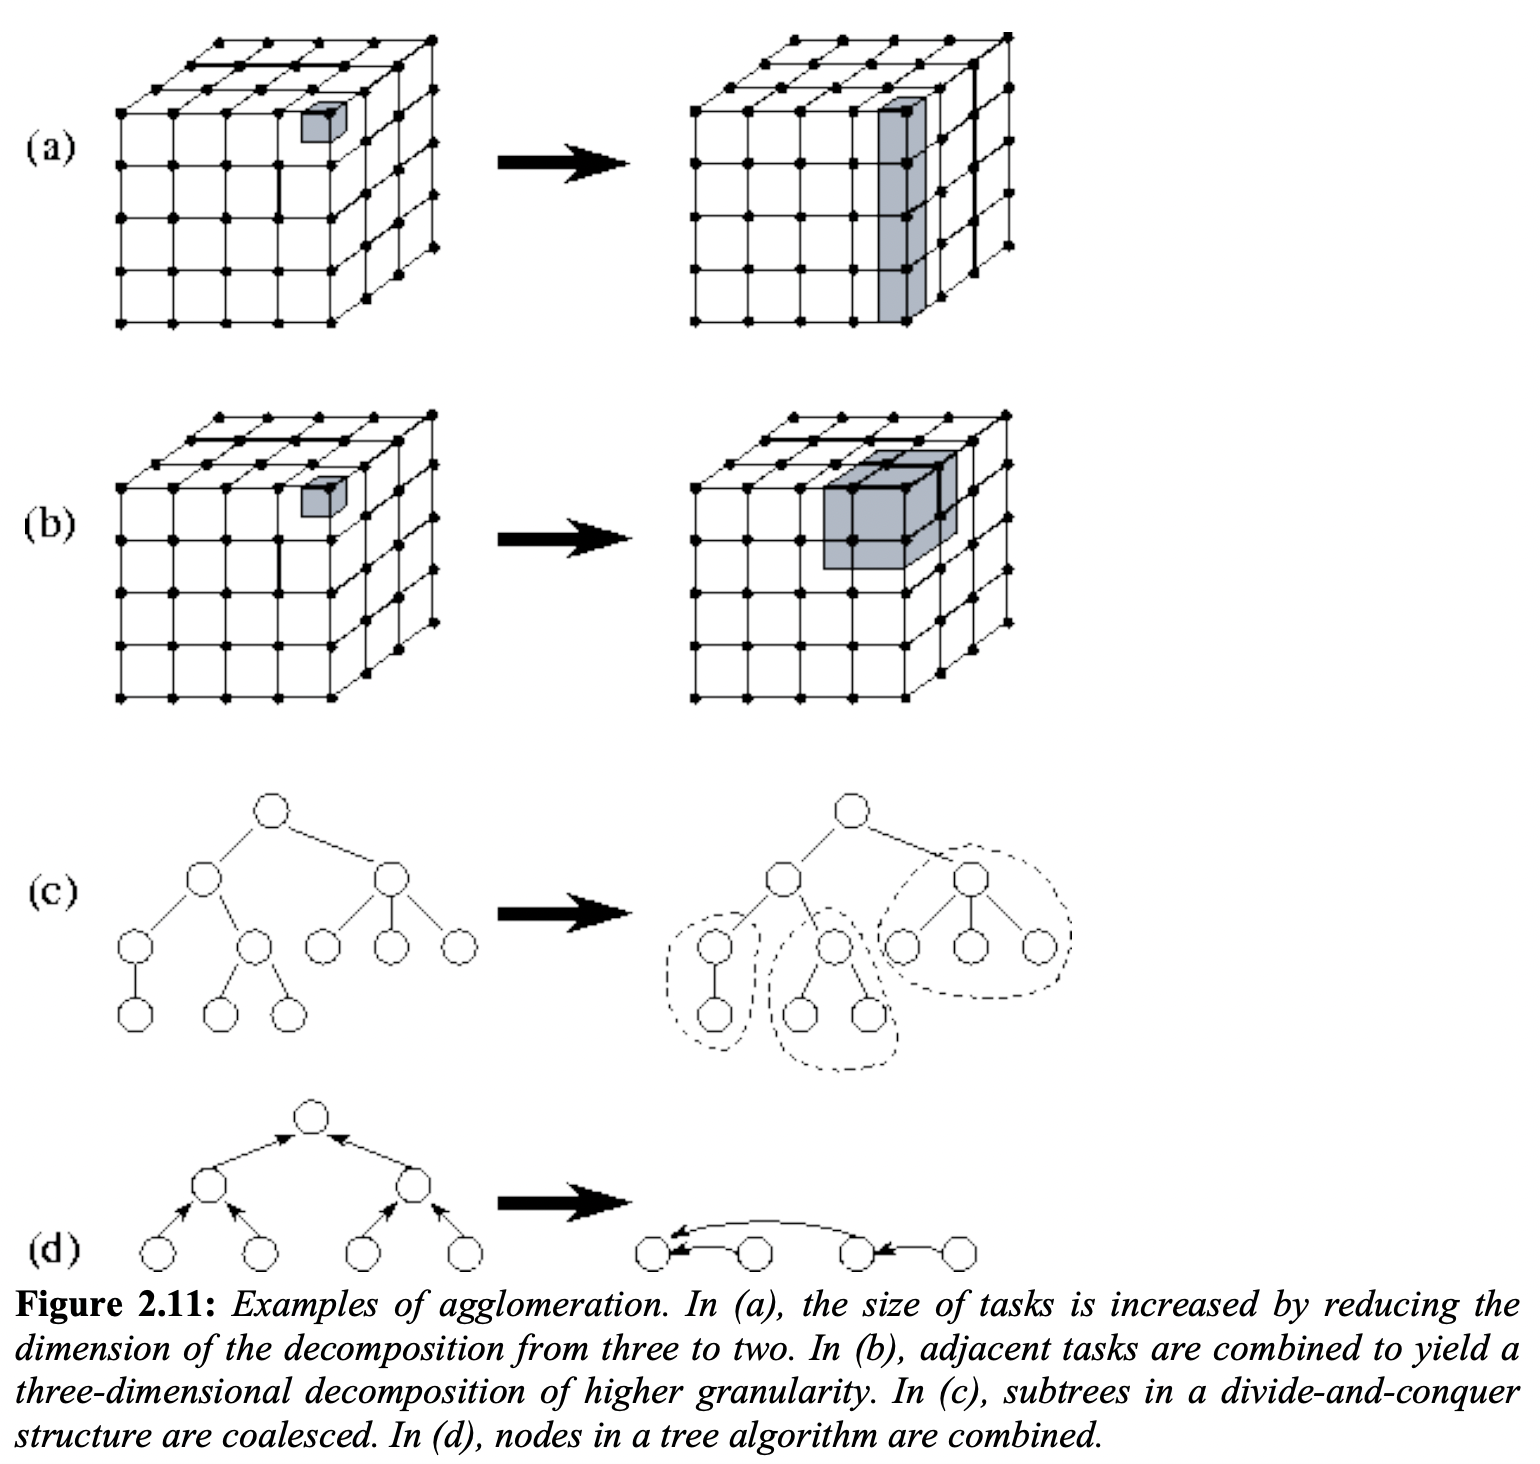 (a)
(b)
(c)
(d)
Figure 2.11: Examples of agglomeration. In (a), the size of tasks is increased by reducing the
dimension of the decomposition from three to two. In (b), adjacent tasks are combined to yield a
three-dimensional decomposition of higher granularity. In (c), subtrees in a divide-and-conquer
structure are coalesced. In (d), nodes in a tree algorithm are combined.